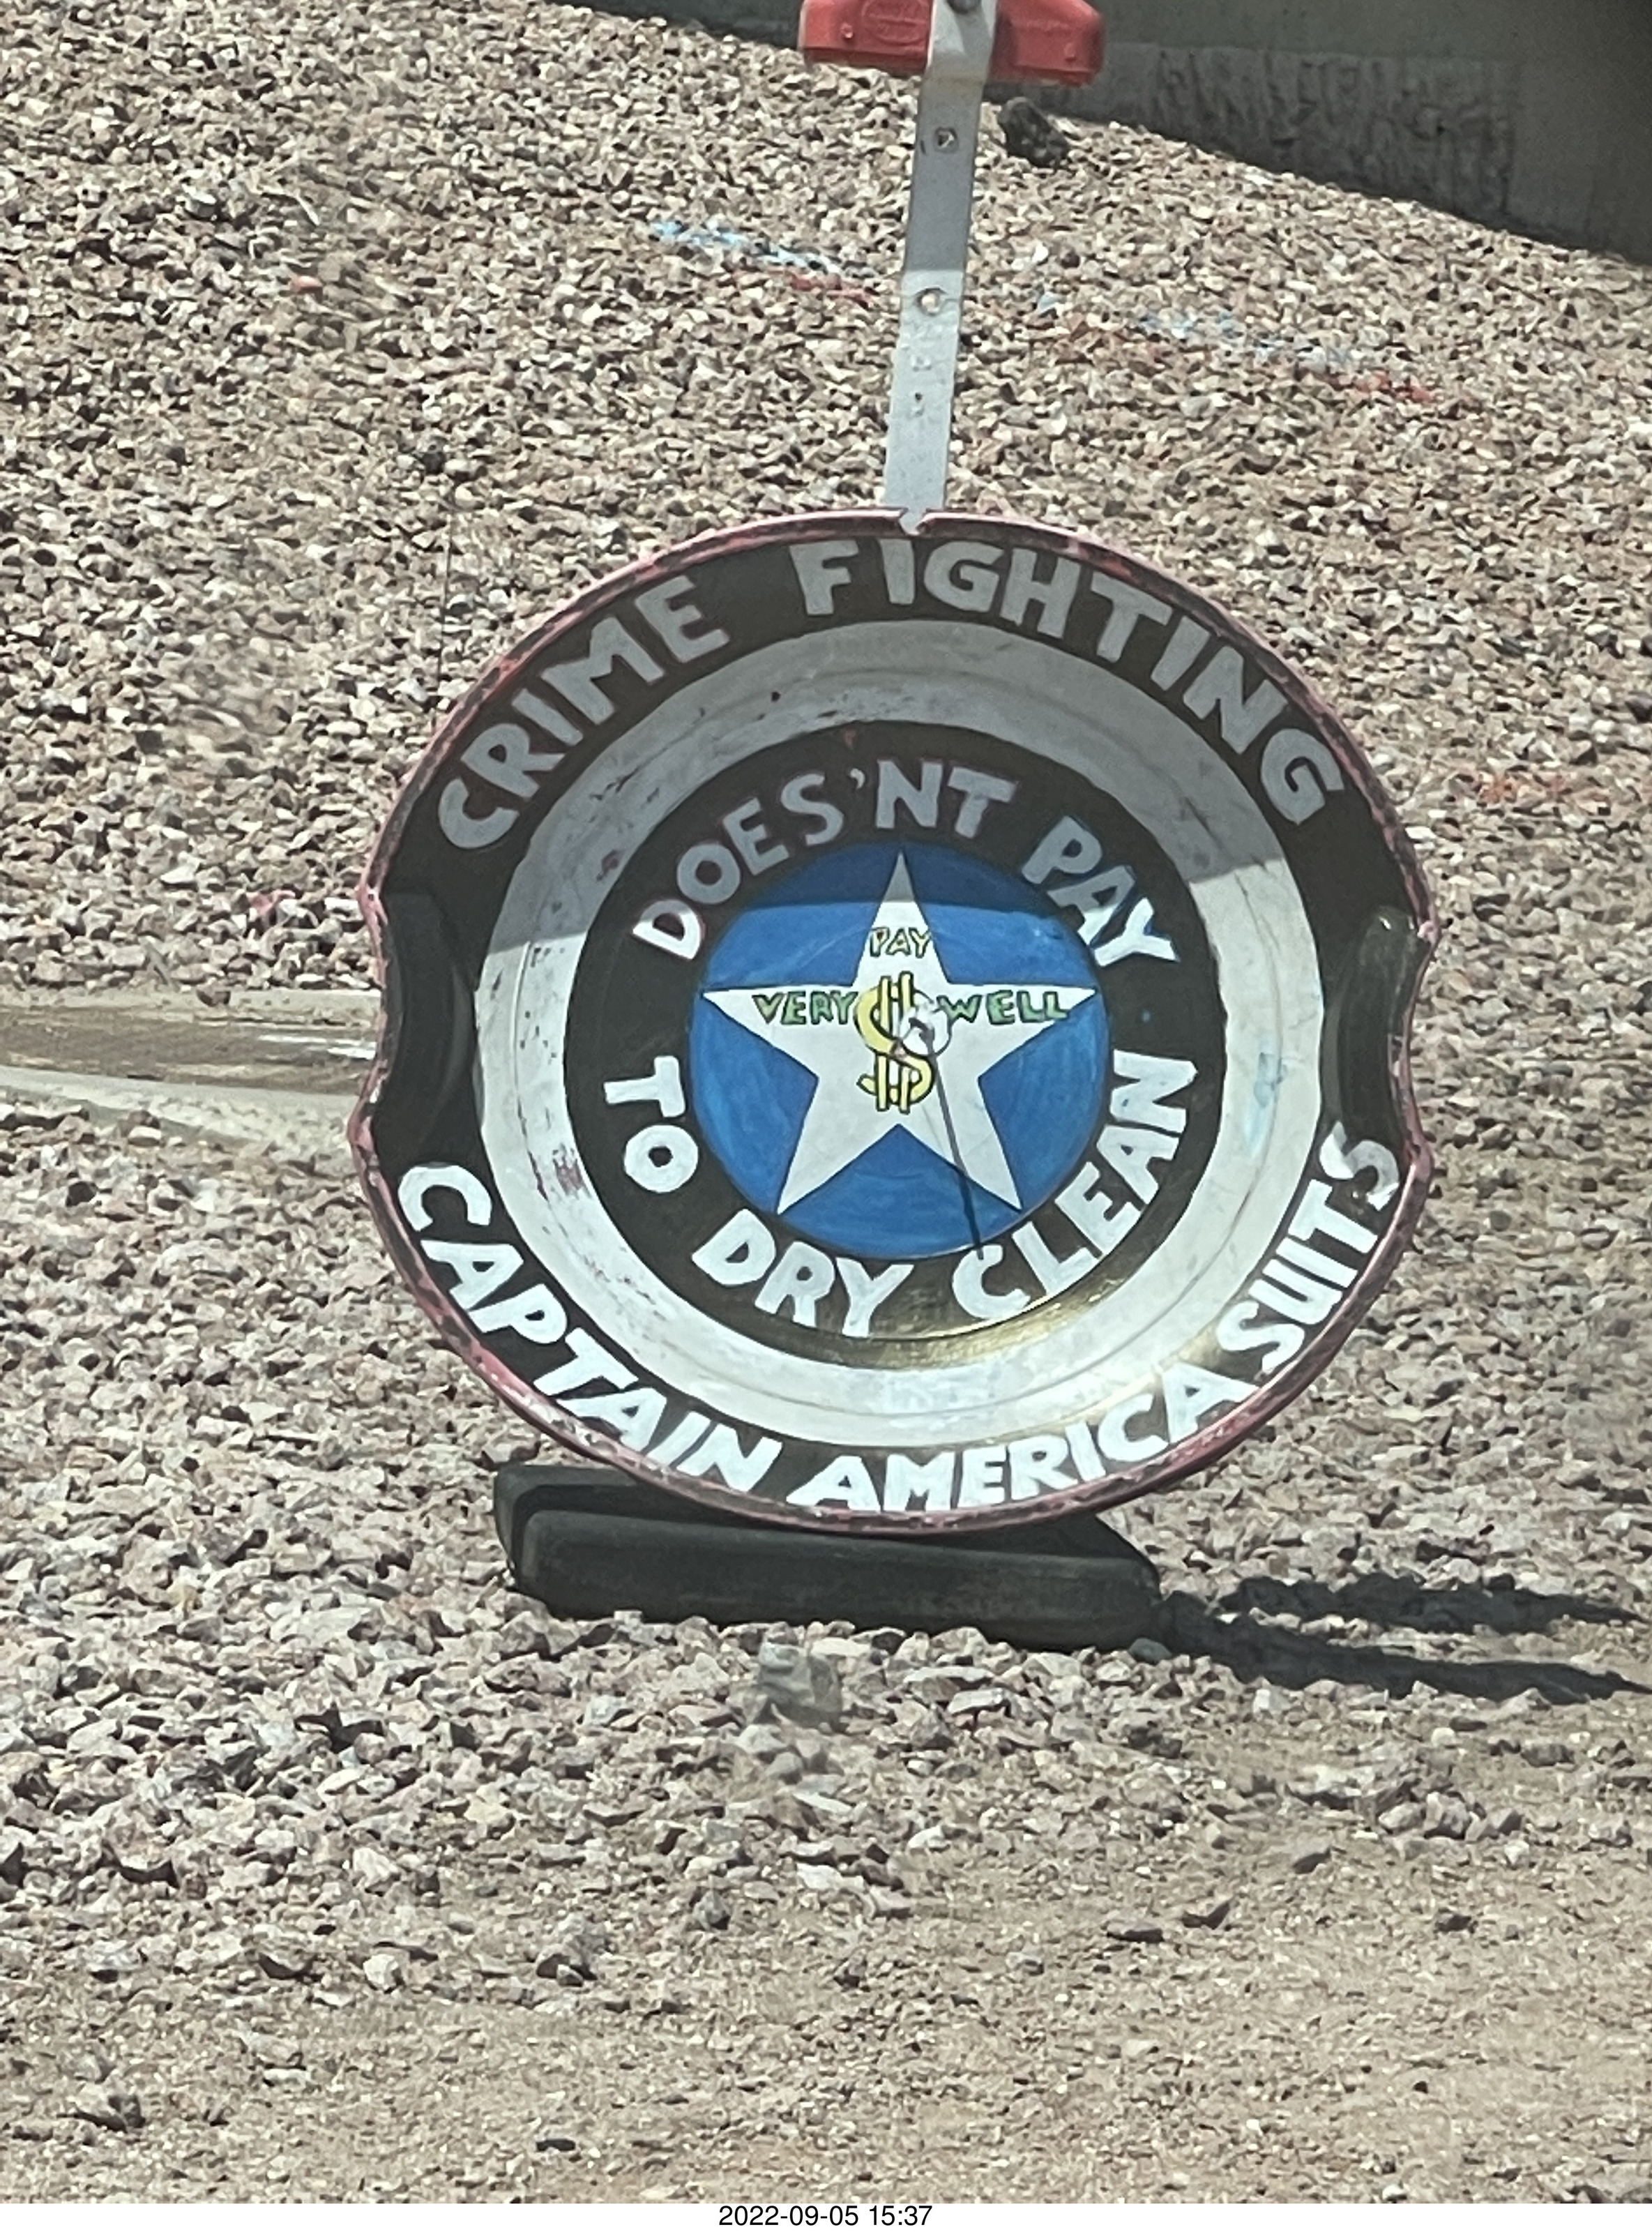 CRIME FIGHTING
DOES'NT PAY
PAY
VERY $ WELL
TO DRY CLEAN
CAPTAIN AMERICA SUITS
2022-09-05 15:37